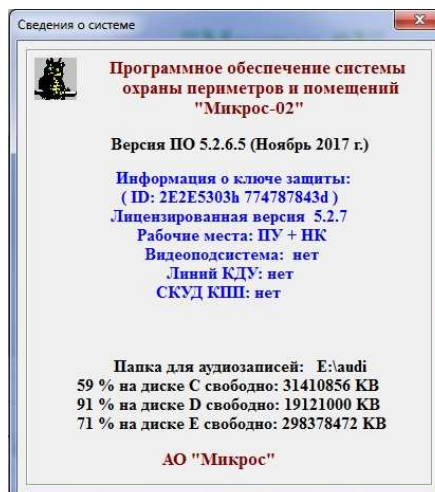 Сведения о системе
Программное обеспечение системы
охраны периметров и помещений
"Микрос-02"
Версия ПО 5.2.6.5 (Ноябрь 2017 г.)
Информация о ключе защиты:
( ID: 2E2E5303h 774787843d )
Лицензированная версия 5.2.7
Рабочие места: ПУ + НК
Видеоподсистема: нет
Линий КДУ: нет
СКУД КПП: нет
Папка для аудиозаписей: E:\audi
59 % на диске C свободно: 31410856 KB
91 % на диске D свободно: 19121000 KB
71 % на диске E свободно: 298378472 KB
АО "Микрос"